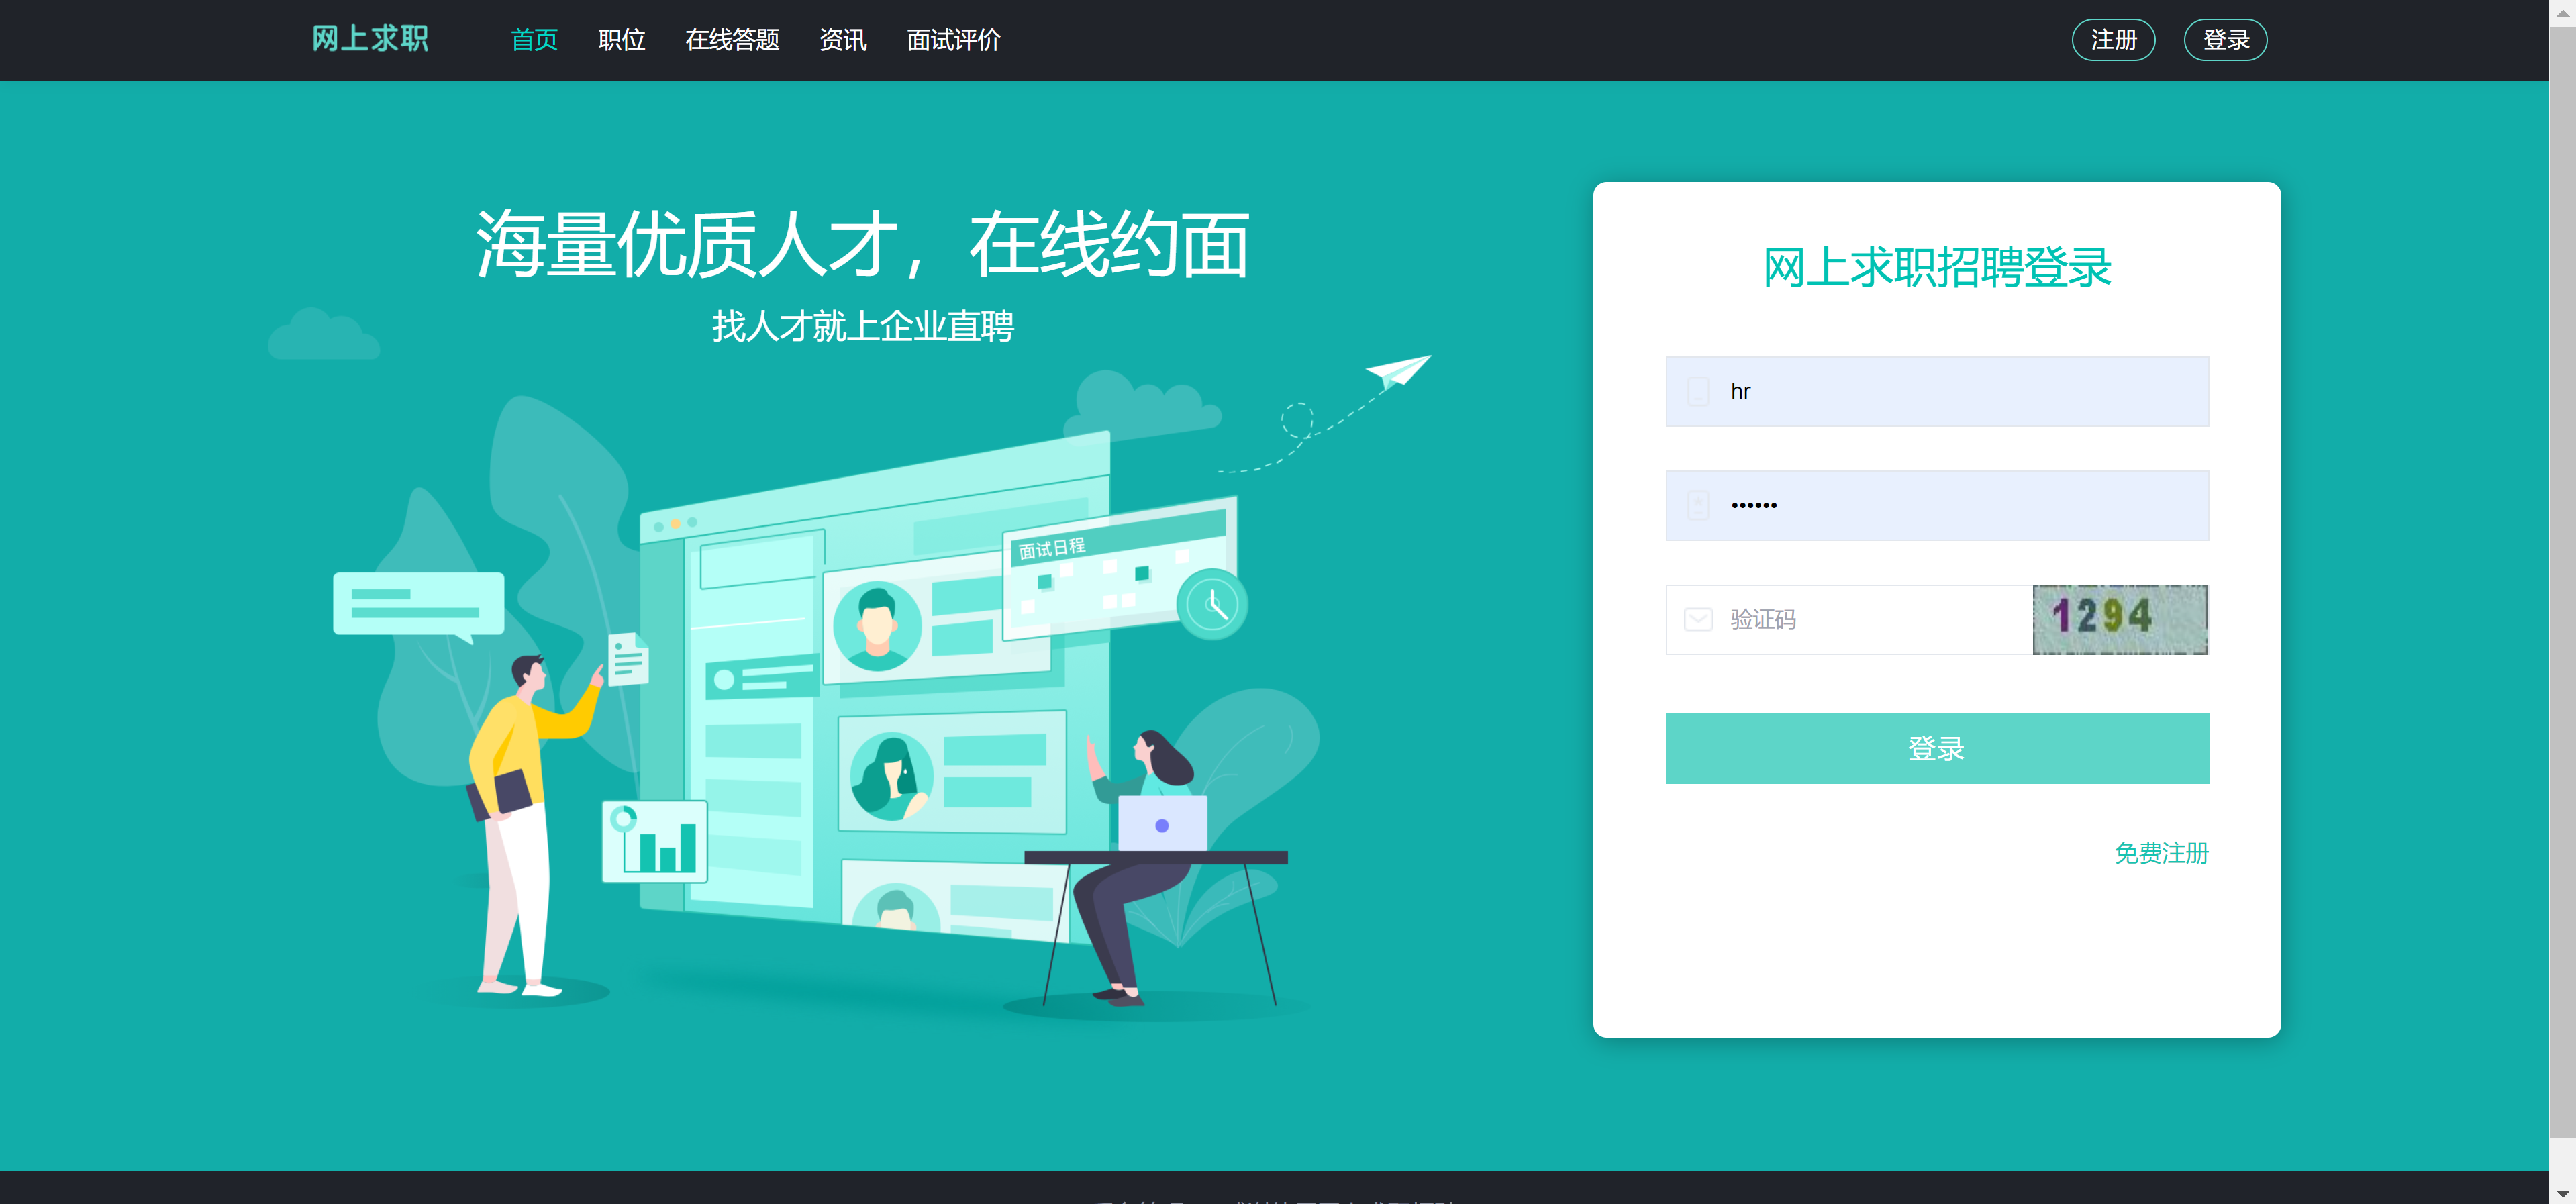 网上求职
首页 职位 在线答题 资讯 面试评价
注册 登录
海量优质人才，在线约面
找人才就上企业直聘
面试日程
网上求职招聘登录
hr
••••••
验证码
1294
登录
免费注册